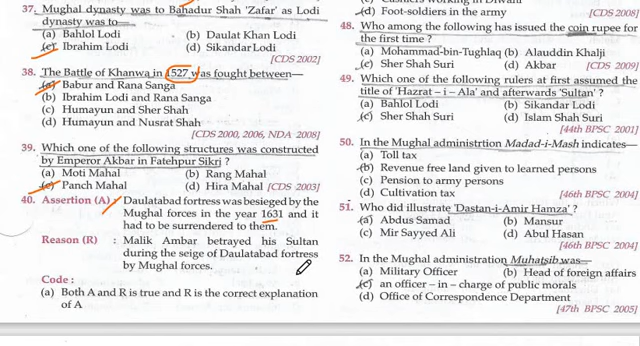 37. Mughal dynasty was to Bahadur Shah 'Zafar' as Lodi
dynasty was to—
(a) Bahlol Lodi (b) Daulat Khan Lodi
(c) Ibrahim Lodi (d) Sikandar Lodi
[CDS 2002]
38. The Battle of Khanwa in 1527 was fought between—
(a) Babur and Rana Sanga
(b) Ibrahim Lodi and Rana Sanga
(c) Humayun and Sher Shah
(d) Humayun and Nusrat Shah
[CDS 2000, 2006, NDA 2008]
39. Which one of the following structures was constructed
by Emperor Akbar in Fatehpur Sikri ?
(a) Moti Mahal (b) Rang Mahal
(c) Panch Mahal (d) Hira Mahal [CDS 2003]
40. Assertion (A) : Daulatabad fortress was besieged by the
Mughal forces in the year 1631 and it
had to be surrendered to them.
Reason (R) : Malik Ambar betrayed his Sultan
during the seige of Daulatabad fortress
by Mughal forces.
Code :
(a) Both A and R is true and R is the correct explanation
of A
(d) Foot-soldiers in the army [CDS 2008]
48. Who among the following has issued the coin rupee for
the first time ?
(a) Mohammad-bin-Tughlaq (b) Alauddin Khalji
(c) Sher Shah Suri (d) Akbar [CDS 2009]
49. Which one of the following rulers at first assumed the
title of 'Hazrat – i – Ala' and afterwards 'Sultan' ?
(a) Bahlol Lodi (b) Sikandar Lodi
(c) Sher Shah Suri (d) Islam Shah Suri
[44th BPSC 2001]
50. In the Mughal administrtion Madad-i-Mash indicates—
(a) Toll tax
(b) Revenue free land given to learned persons
(c) Pension to army persons
(d) Cultivation tax [46th BPSC 2004]
51. Who did illustrate 'Dastan-i-Amir Hamza' ?
(a) Abdus Samad (b) Mansur
(c) Mir Sayyed Ali (d) Abul Hasan
[46th BPSC 2004]
52. In the Mughal administration Muhatsib was—
(a) Military Officer (b) Head of foreign affairs
(c) an officer – in – charge of public morals
(d) Office of Correspondence Department
[47th BPSC 2005]